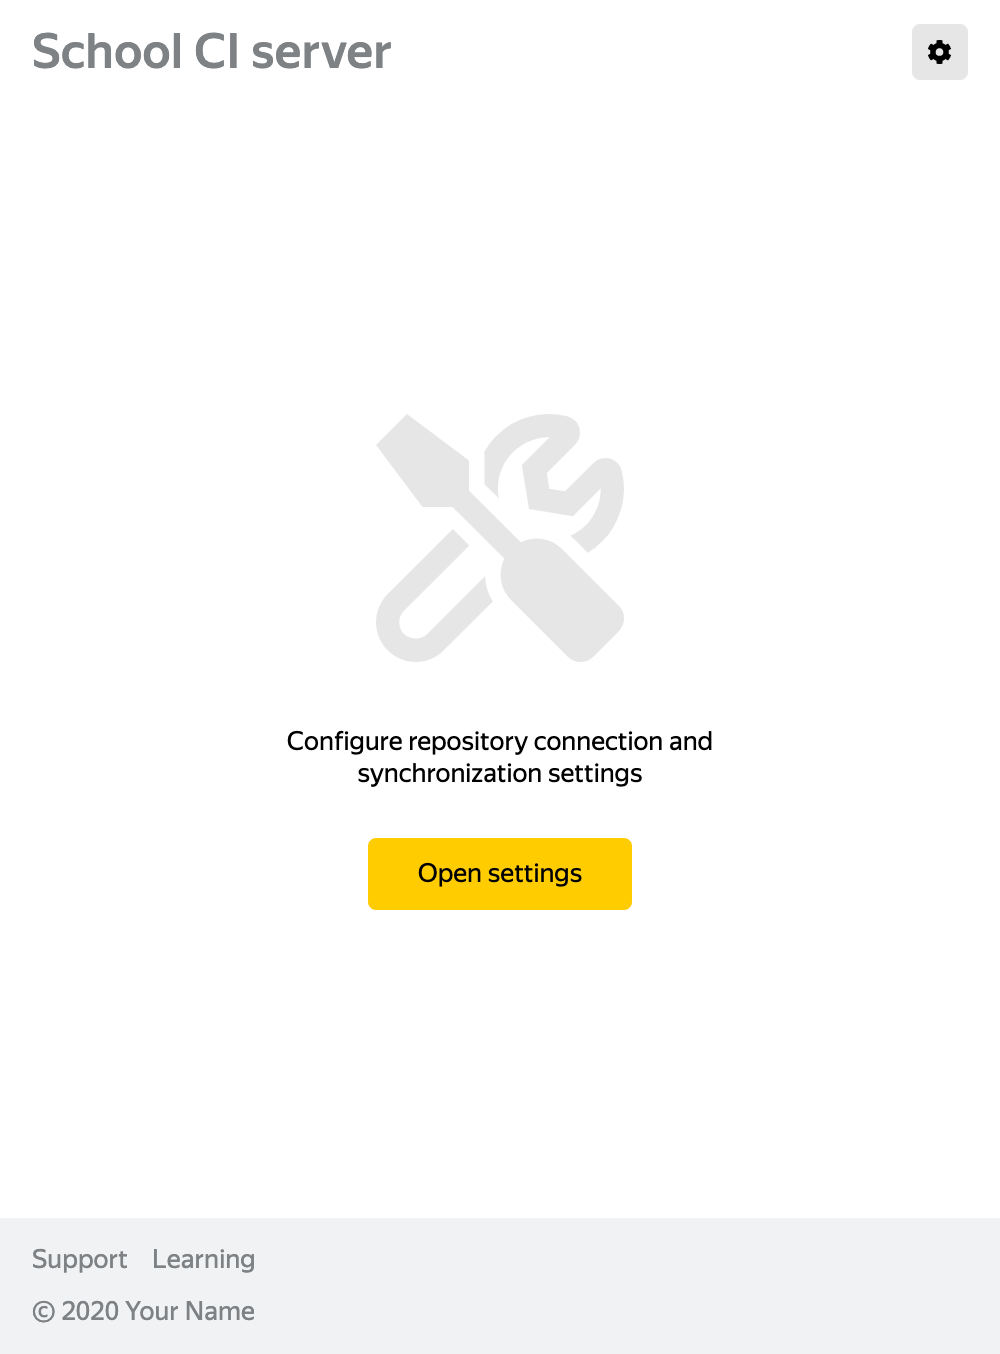 School CI server
Configure repository connection and
synchronization settings
Open settings
Support Learning
© 2020 Your Name